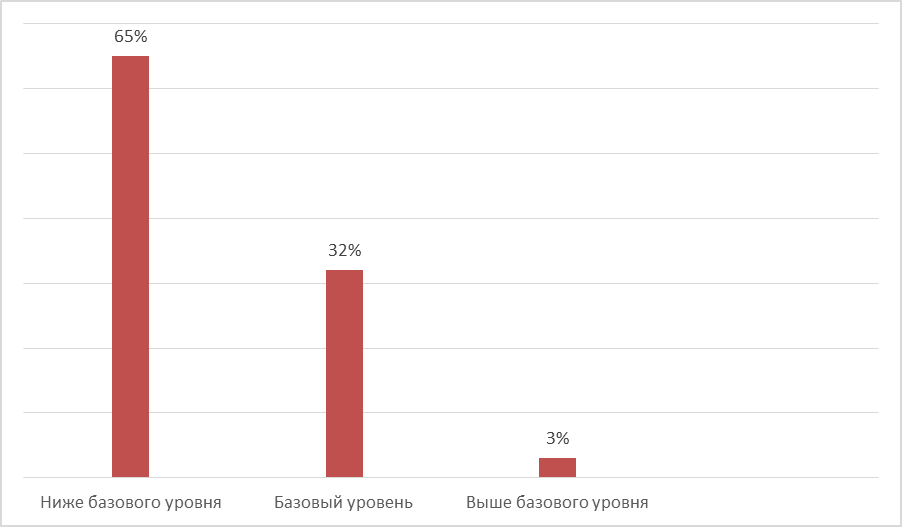 65%
32%
3%
Ниже базового уровня
Базовый уровень
Выше базового уровня